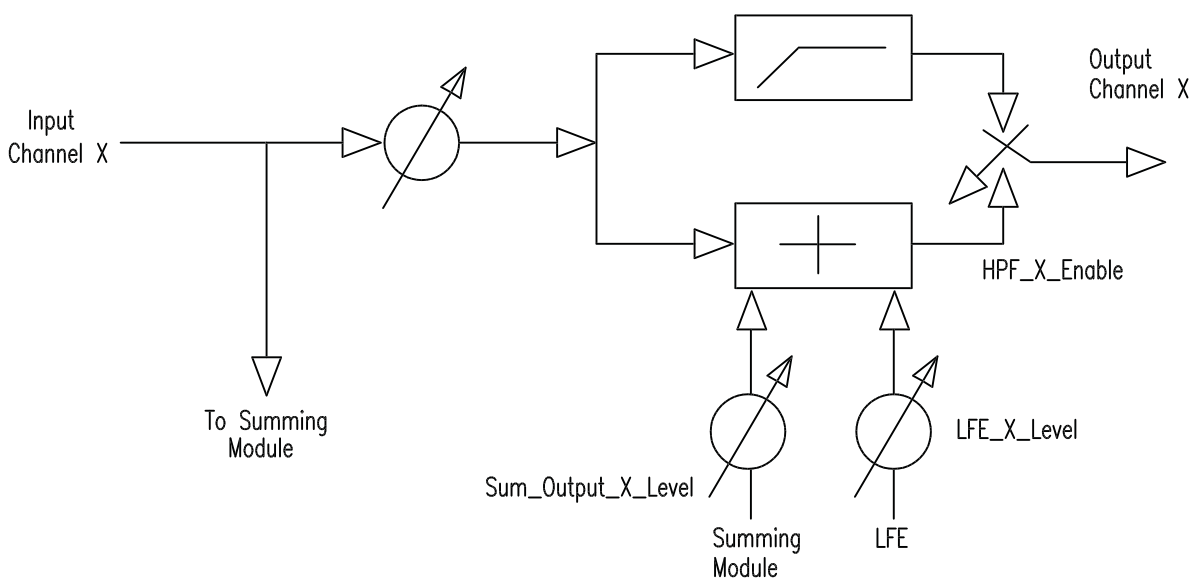 Input
Channel X
Output
Channel X
HPF_X_Enable
To Summing
Module
LFE_X_Level
Sum_Output_X_Level
Summing
Module
LFE